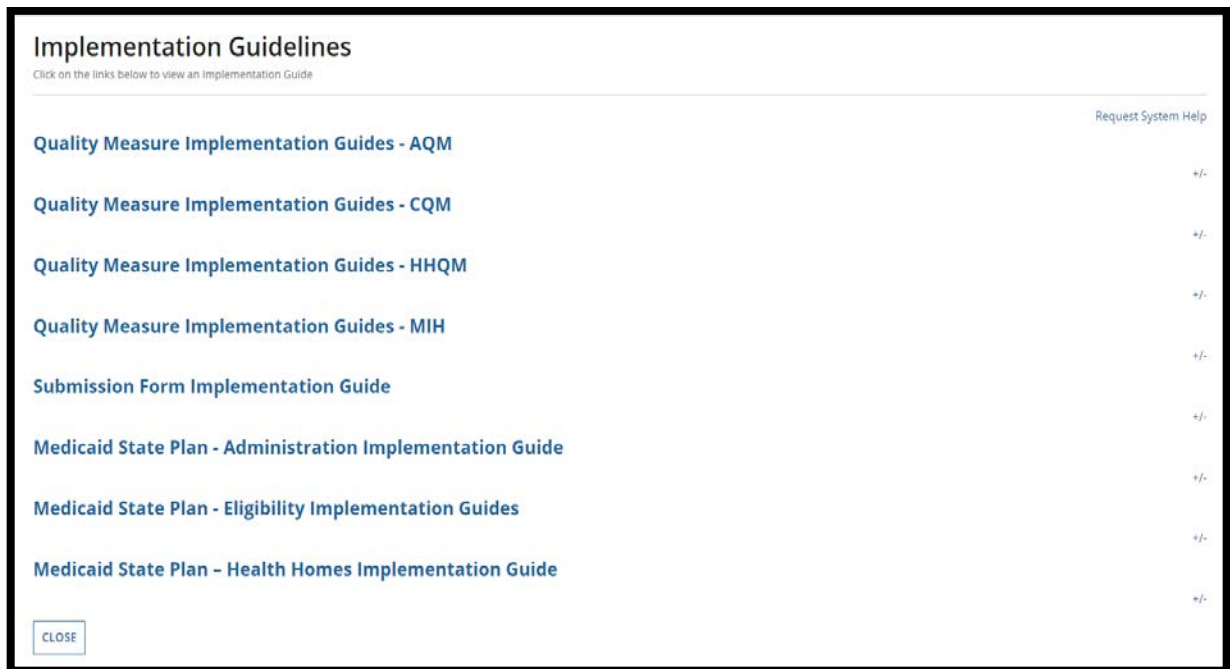 Implementation Guidelines
Click on the links below to view an Implementation Guide
Request System Help
Quality Measure Implementation Guides - AQM
+/-
Quality Measure Implementation Guides - CQM
+/-
Quality Measure Implementation Guides - HHQM
+/-
Quality Measure Implementation Guides - MIH
+/-
Submission Form Implementation Guide
+/-
Medicaid State Plan - Administration Implementation Guide
+/-
Medicaid State Plan - Eligibility Implementation Guides
+/-
Medicaid State Plan – Health Homes Implementation Guide
+/-
CLOSE